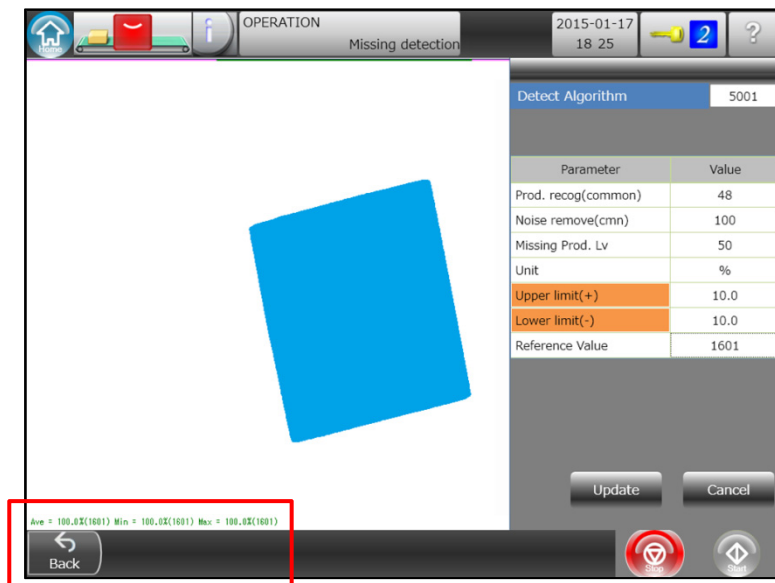 OPERATION
Missing detection
2015-01-17
18 25
2
?
Home
i
Detect Algorithm 5001
Parameter Value
Prod. recog(common) 48
Noise remove(cmn) 100
Missing Prod. Lv 50
Unit %
Upper limit(+) 10.0
Lower limit(-) 10.0
Reference Value 1601
Update Cancel
Ave = 100.0%(1601) Min = 100.0%(1601) Max = 100.0%(1601)
Back
Stop
Start